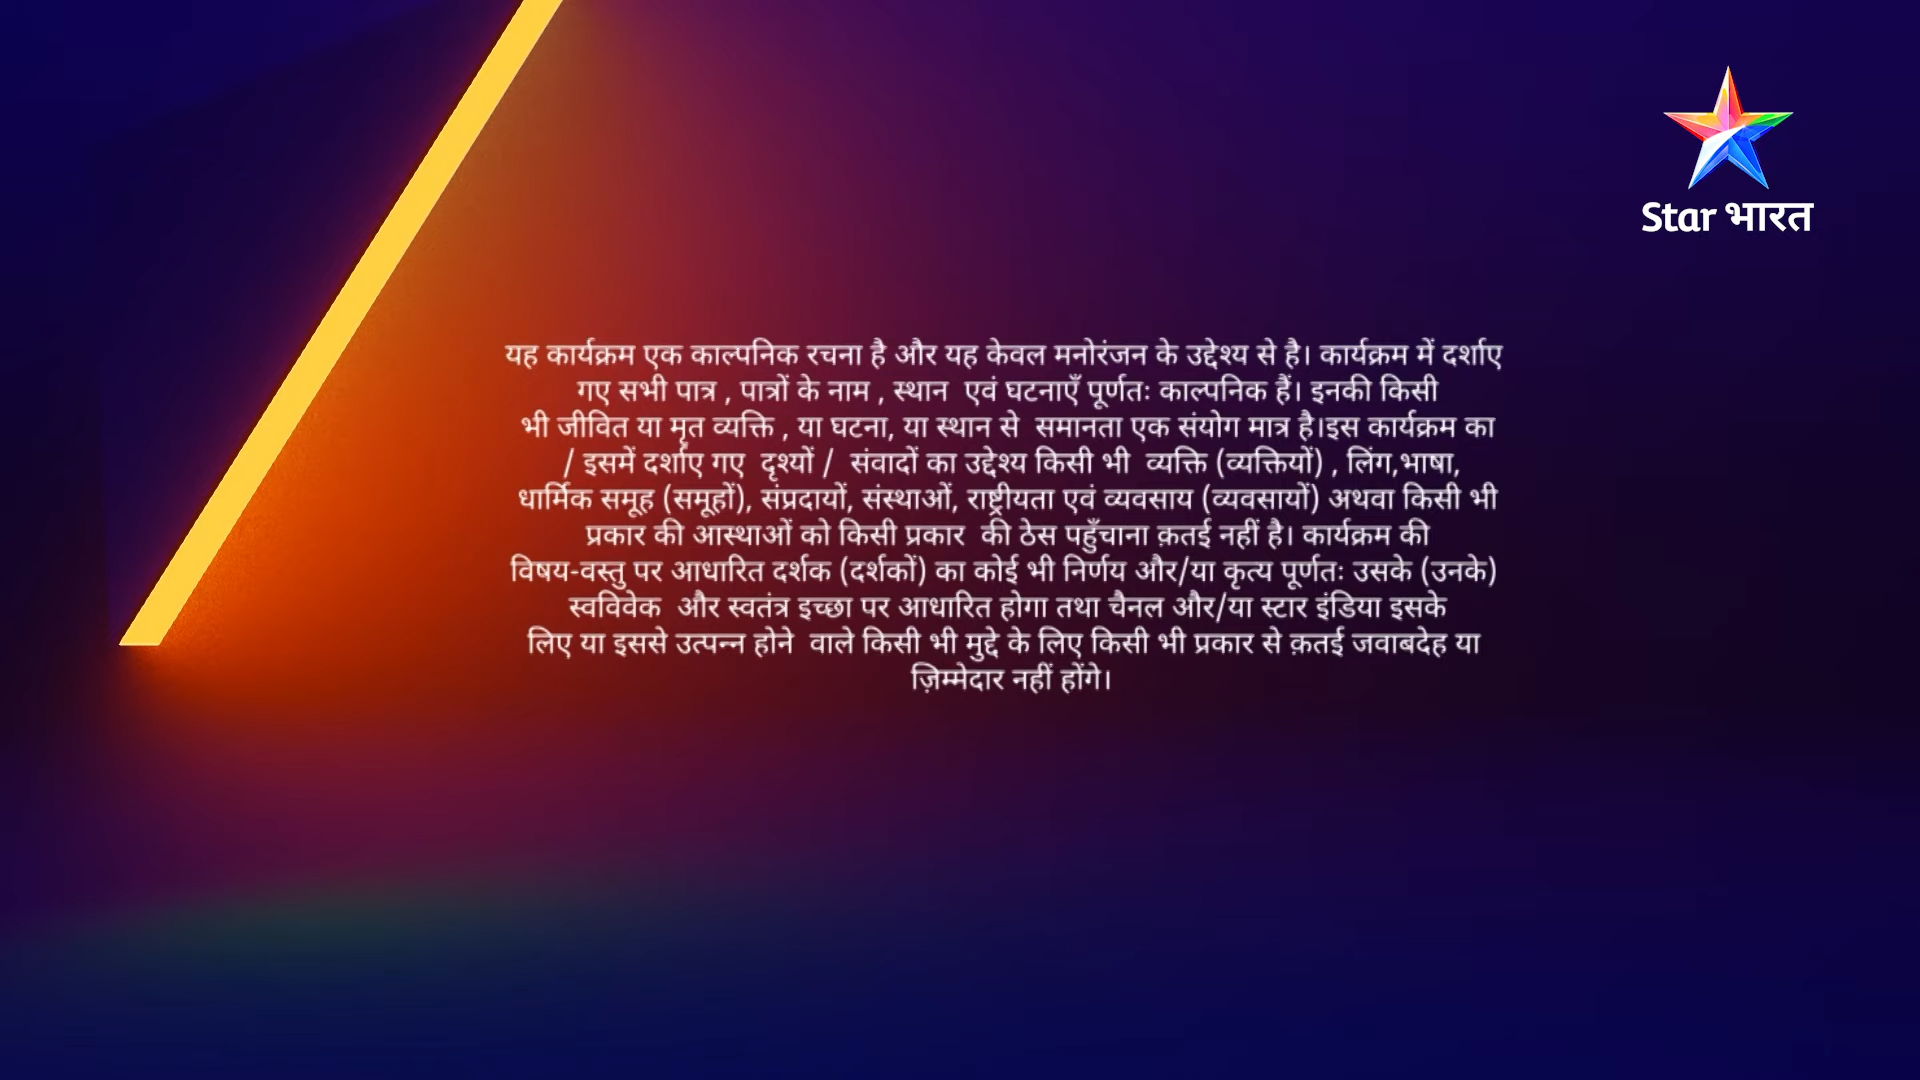 Star भारत
यह कार्यक्रम एक काल्पनिक रचना है और यह केवल मनोरंजन के उद्देश्य से है। कार्यक्रम में दर्शाए
गए सभी पात्र , पात्रों के नाम , स्थान एवं घटनाएँ पूर्णतः काल्पनिक हैं। इनकी किसी
भी जीवित या मृत व्यक्ति , या घटना, या स्थान से समानता एक संयोग मात्र है।इस कार्यक्रम का
/ इसमें दर्शाए गए दृश्यों / संवादों का उद्देश्य किसी भी व्यक्ति (व्यक्तियों) , लिंग,भाषा,
धार्मिक समूह (समूहों), संप्रदायों, संस्थाओं, राष्ट्रीयता एवं व्यवसाय (व्यवसायों) अथवा किसी भी
प्रकार की आस्थाओं को किसी प्रकार की ठेस पहुँचाना क़तई नहीं है। कार्यक्रम की
विषय-वस्तु पर आधारित दर्शक (दर्शकों) का कोई भी निर्णय और/या कृत्य पूर्णतः उसके (उनके)
स्वविवेक और स्वतंत्र इच्छा पर आधारित होगा तथा चैनल और/या स्टार इंडिया इसके
लिए या इससे उत्पन्न होने वाले किसी भी मुद्दे के लिए किसी भी प्रकार से क़तई जवाबदेह या
ज़िम्मेदार नहीं होंगे।